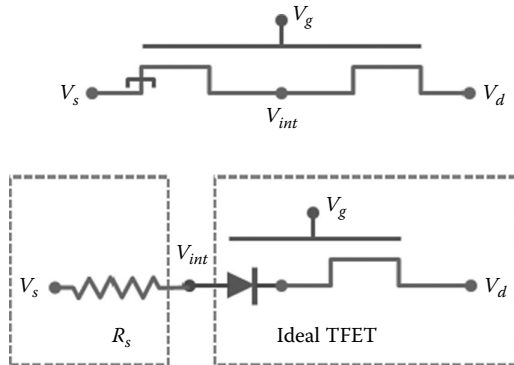 V_g
V_s
V_int
V_d
V_g
V_int
V_s
V_d
R_s
Ideal TFET